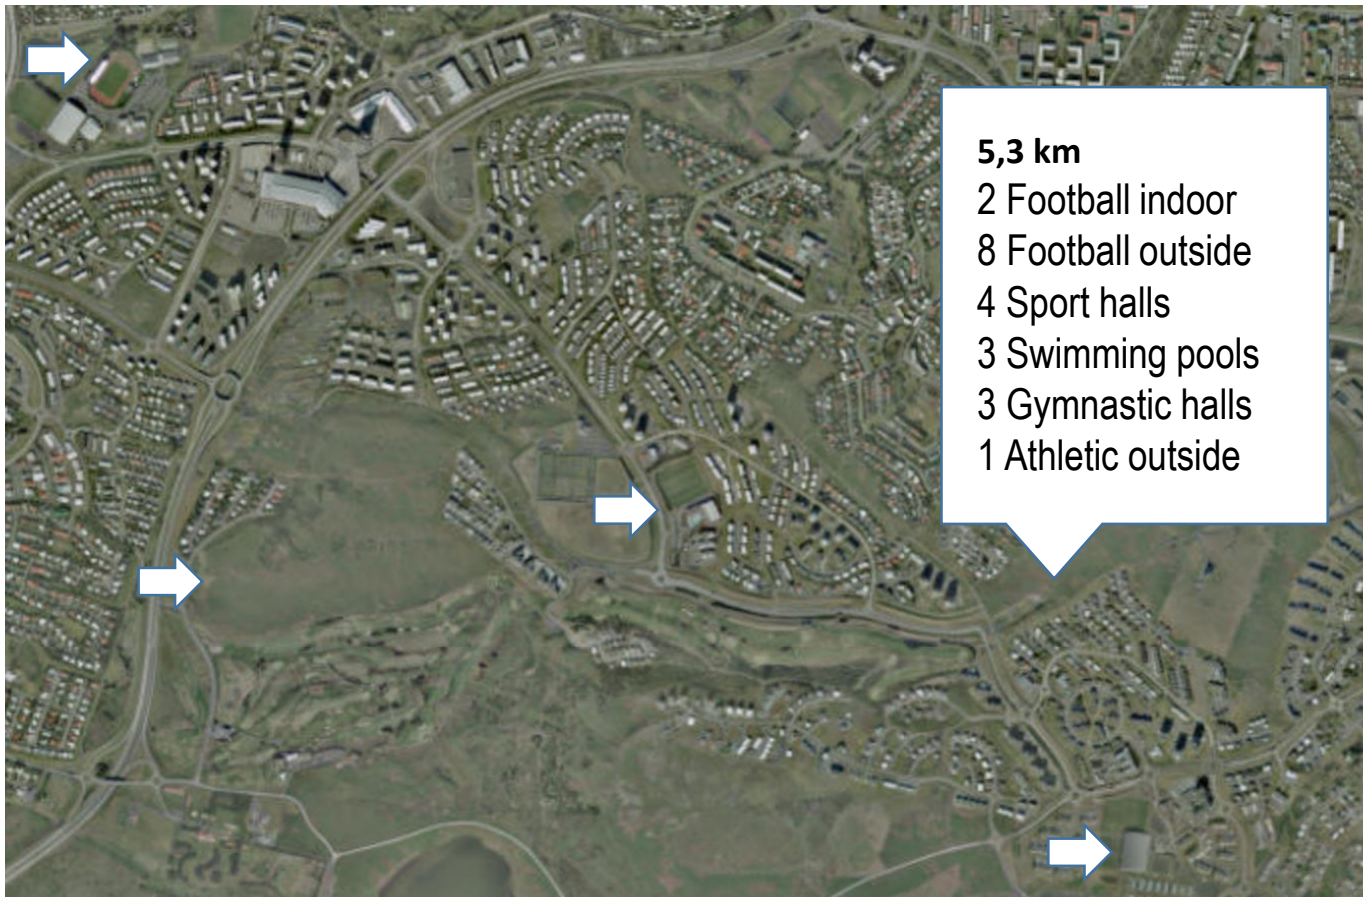 5,3 km
2 Football indoor
8 Football outside
4 Sport halls
3 Swimming pools
3 Gymnastic halls
1 Athletic outside